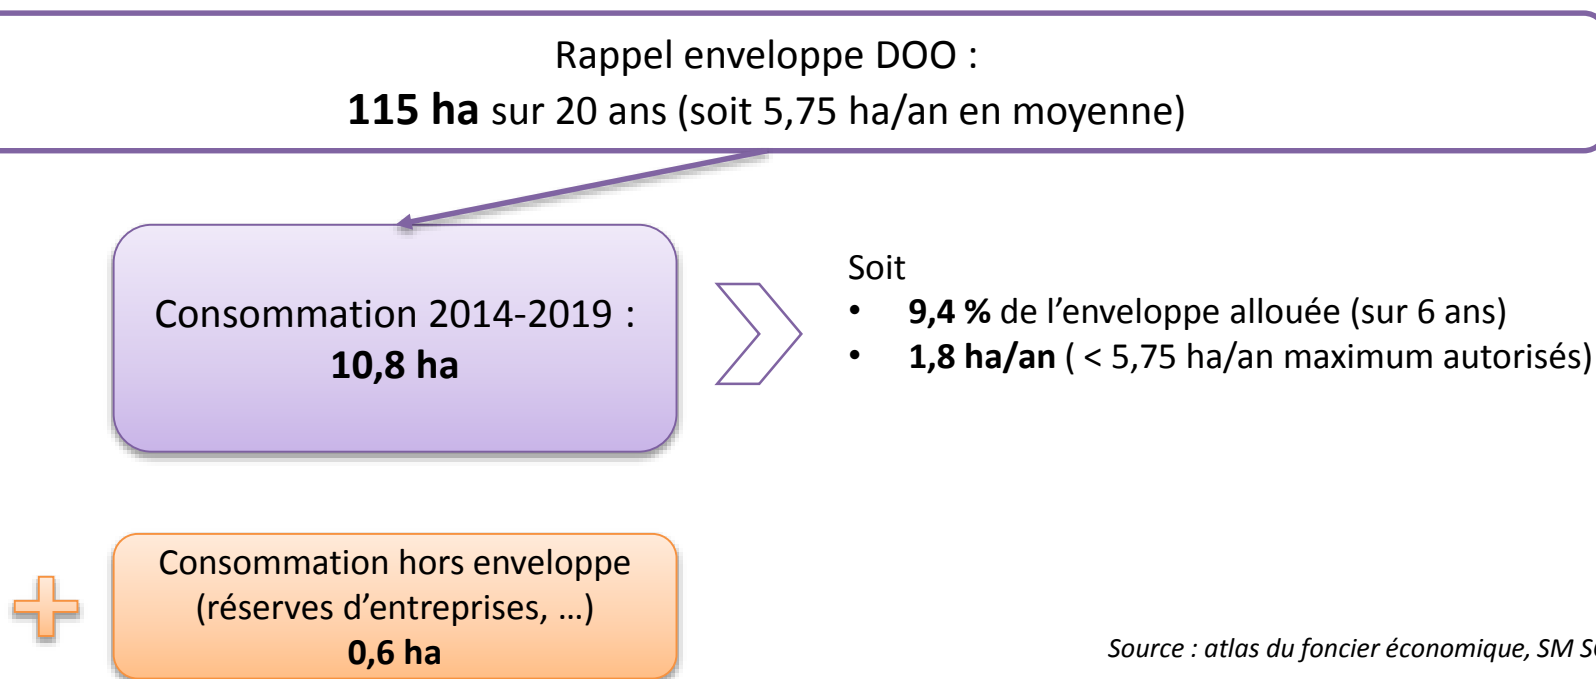 Rappel enveloppe DOO :
115 ha sur 20 ans (soit 5,75 ha/an en moyenne)
Consommation 2014-2019 :
10,8 ha
Soit
• 9,4 % de l’enveloppe allouée (sur 6 ans)
• 1,8 ha/an ( < 5,75 ha/an maximum autorisés)
Consommation hors enveloppe
(réserves d’entreprises, …)
0,6 ha
Source : atlas du foncier économique, SM